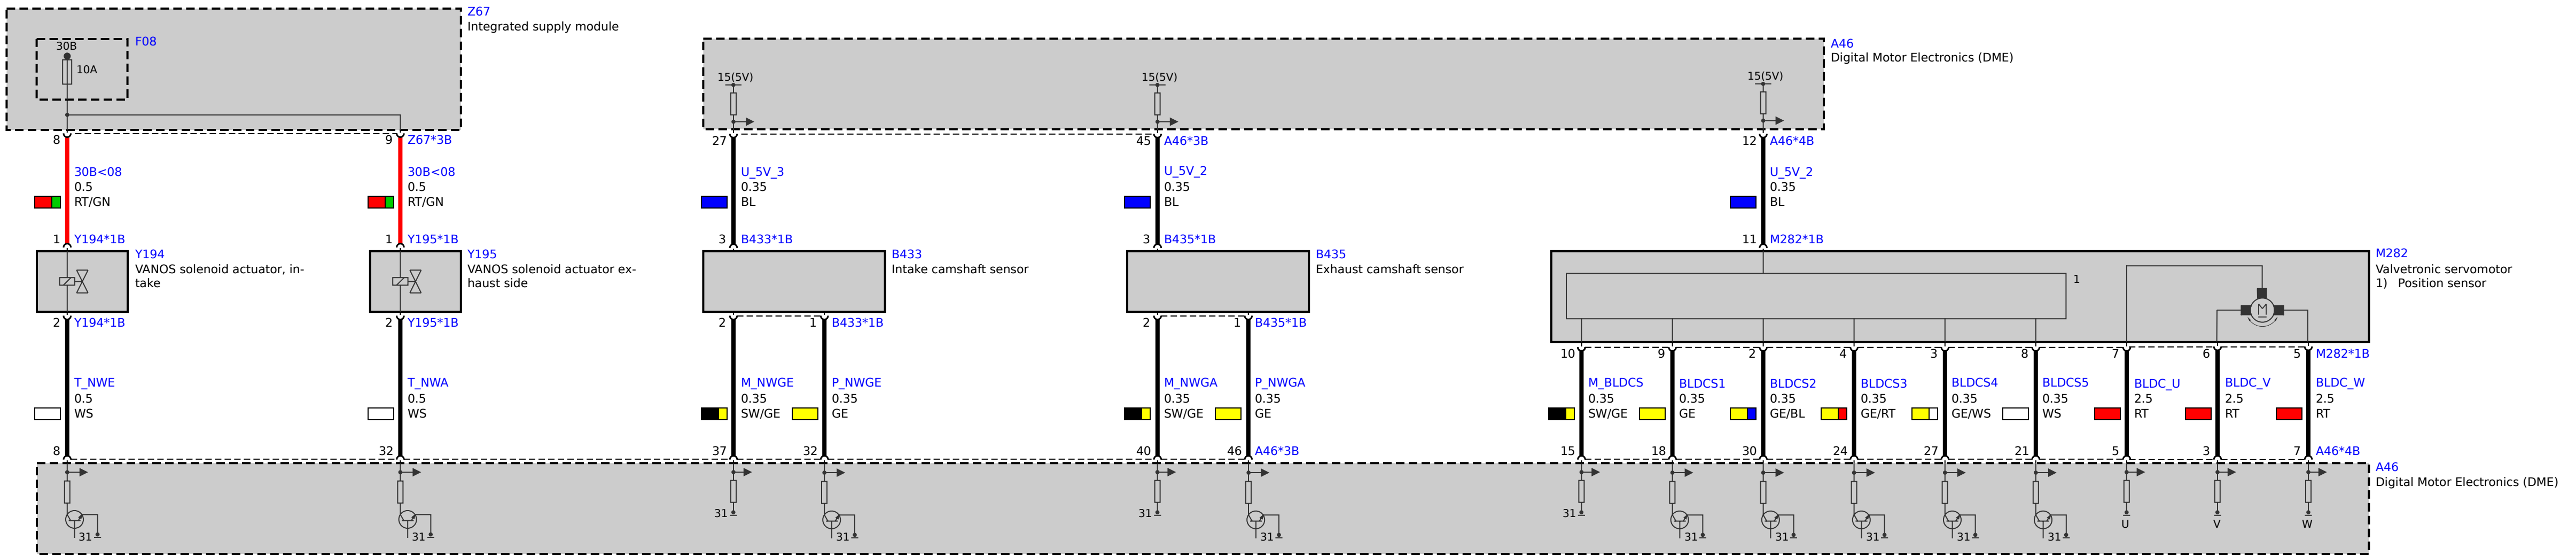 Z67
Integrated supply module
F08
30B
10A
A46
Digital Motor Electronics (DME)
15(5V)
15(5V)
15(5V)
8
9
Z67*3B
27
45
A46*3B
12
A46*4B
30B<08
0.5
RT/GN
30B<08
0.5
RT/GN
U_5V_3
0.35
BL
U_5V_2
0.35
BL
U_5V_2
0.35
BL
1
Y194*1B
1
Y195*1B
3
B433*1B
3
B435*1B
11
M282*1B
Y194
VANOS solenoid actuator, in-
take
Y195
VANOS solenoid actuator ex-
haust side
B433
Intake camshaft sensor
B435
Exhaust camshaft sensor
1
M
M282
Valvetronic servomotor
1) Position sensor
2
Y194*1B
2
Y195*1B
2
1
B433*1B
2
1
B435*1B
10
9
2
4
3
8
7
6
5
M282*1B
T_NWE
0.5
WS
T_NWA
0.5
WS
M_NWGE
0.35
SW/GE
P_NWGE
0.35
GE
M_NWGA
0.35
SW/GE
P_NWGA
0.35
GE
M_BLDCS
0.35
SW/GE
BLDCS1
0.35
GE
BLDCS2
0.35
GE/BL
BLDCS3
0.35
GE/RT
BLDCS4
0.35
GE/WS
BLDCS5
0.35
WS
BLDC_U
2.5
RT
BLDC_V
2.5
RT
BLDC_W
2.5
RT
8
32
37
32
40
46
A46*3B
15
18
30
24
27
21
5
3
7
A46*4B
A46
Digital Motor Electronics (DME)
31
31
31
31
31
31
31
31
31
31
31
31
U
V
W